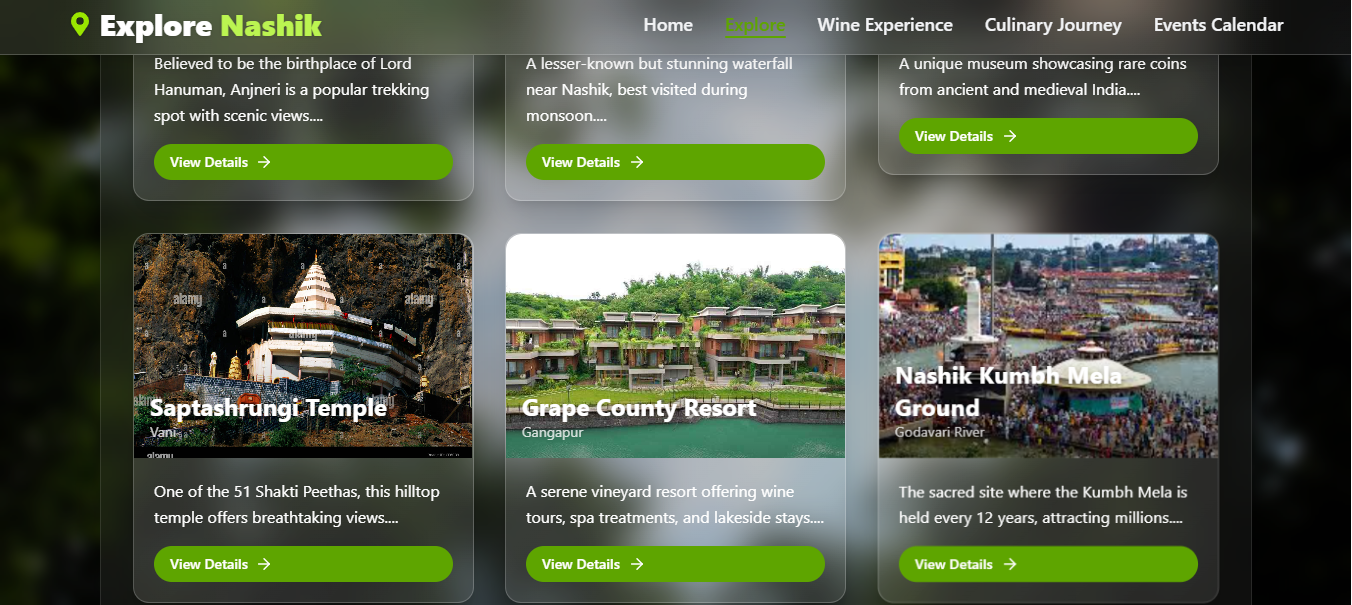 Explore Nashik
Home Explore Wine Experience Culinary Journey Events Calendar
Believed to be the birthplace of Lord
Hanuman, Anjneri is a popular trekking
spot with scenic views....
View Details →
A lesser-known but stunning waterfall
near Nashik, best visited during
monsoon....
View Details →
A unique museum showcasing rare coins
from ancient and medieval India....
View Details →
alamy alamy
alamy
alamy
Saptashrungi Temple
Vani
alamy
One of the 51 Shakti Peethas, this hilltop
temple offers breathtaking views....
View Details →
Grape County Resort
Gangapur
A serene vineyard resort offering wine
tours, spa treatments, and lakeside stays....
View Details →
Nashik Kumbh Mela
Ground
Godavari River
The sacred site where the Kumbh Mela is
held every 12 years, attracting millions....
View Details →